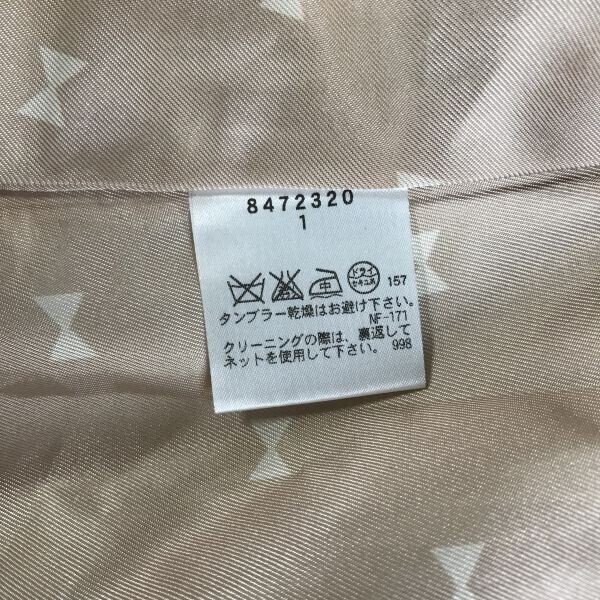 8472320
1
中 ドライ セキユ系 157
タンブラー乾燥はお避け下さい。
NF-171
クリーニングの際は、裏返して
ネットを使用して下さい。 998